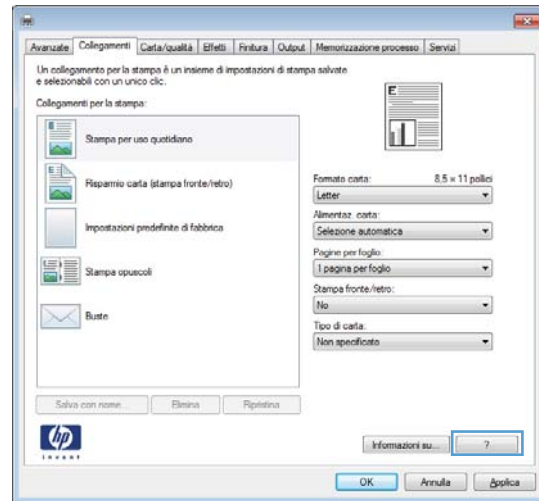 Avanzate Collegamenti Carta/qualità Effetti Finitura Output Memorizzazione processo Servizi
Un collegamento per la stampa è un insieme di impostazioni di stampa salvate
e selezionabili con un unico clic.
Collegamenti per la stampa:
Stampa per uso quotidiano
Risparmio carta (stampa fronte/retro)
Impostazioni predefinite di fabbrica
Stampa opuscoli
Buste
E
Formato carta: 8,5 × 11 pollici
Letter
Alimentaz. carta:
Selezione automatica
Pagine per foglio:
1 pagina per foglio
Stampa fronte/retro:
No
Tipo di carta:
Non specificato
Salva con nome... Elimina Ripristina
hp
invent
Informazioni su... ?
OK Annulla Applica